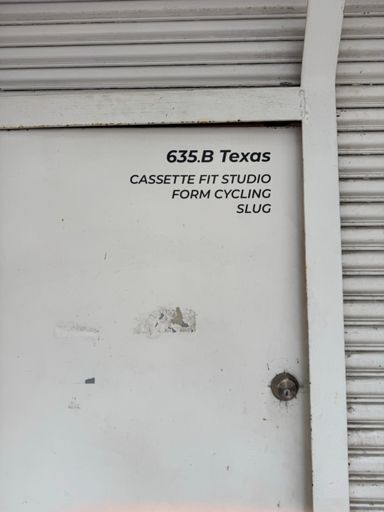 635.B Texas
CASSETTE FIT STUDIO
FORM CYCLING
SLUG